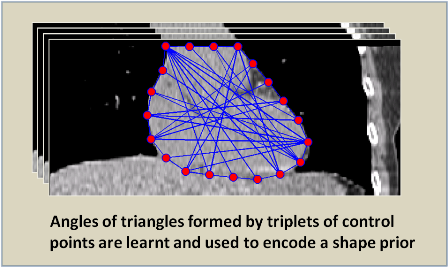 Angles of triangles formed by triplets of control
points are learnt and used to encode a shape prior